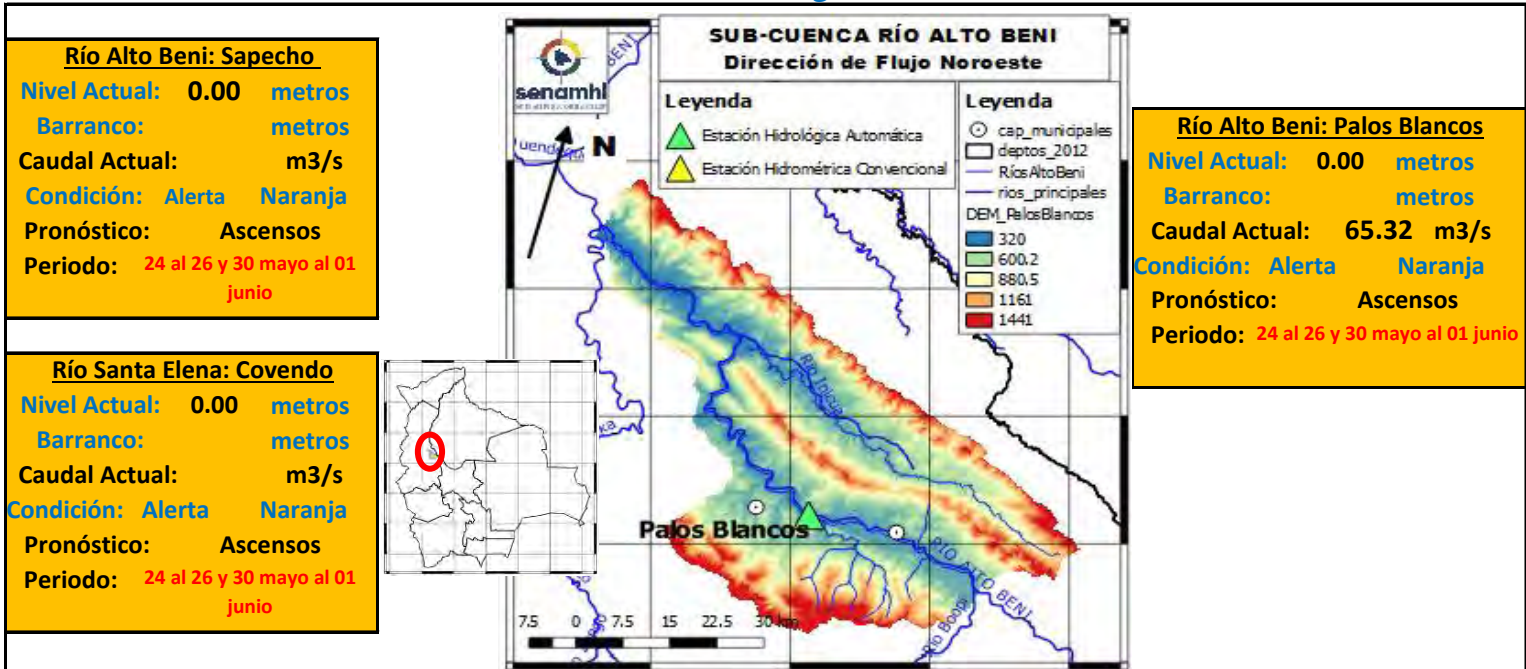 Río Alto Beni: Sapecho
Nivel Actual: 0.00 metros
Barranco: metros
Caudal Actual: m3/s
Condición: Alerta Naranja
Pronóstico: Ascensos
Periodo: 24 al 26 y 30 mayo al 01
junio
Río Santa Elena: Covendo
Nivel Actual: 0.00 metros
Barranco: metros
Caudal Actual: m3/s
Condición: Alerta Naranja
Pronóstico: Ascensos
Periodo: 24 al 26 y 30 mayo al 01
junio
senamhi
SUB-CUENCA RÍO ALTO BENI
Dirección de Flujo Noroeste
Leyenda
Estación Hidrológica Automática
Estación Hidrométrica Convencional
Leyenda
cap_municipales
deptos_2012
RíosAltoBeni
rios_principales
DEM_PalosBlancos
320
600.2
880.5
1161
1441
N
BENI
Río Inicua
Palos Blancos
RIO ALTO BENI
7.5 0 7.5 15 22.5 30 km
Río Alto Beni: Palos Blancos
Nivel Actual: 0.00 metros
Barranco: metros
Caudal Actual: 65.32 m3/s
Condición: Alerta Naranja
Pronóstico: Ascensos
Periodo: 24 al 26 y 30 mayo al 01 junio